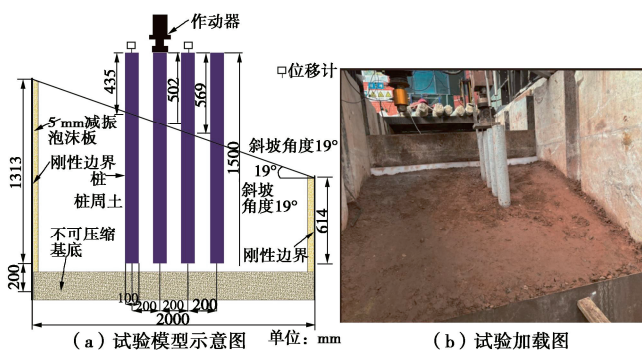 作动器
位移计
435
502
569
1500
5 mm减振
泡沫板
刚性边界
桩
桩周土
不可压缩
基底
1313
200
斜坡角度19°
19°
斜坡
角度19°
614
刚性边界
100
200
200
200
2000
(a)试验模型示意图
单位:mm
(b)试验加载图